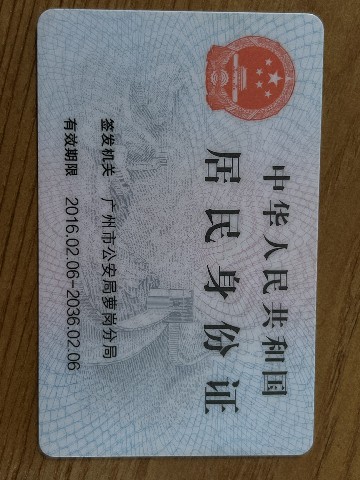 中华人民共和国
居民身份证
签发机关 广州市公安局萝岗分局
有效期限 2016.02.06-2036.02.06